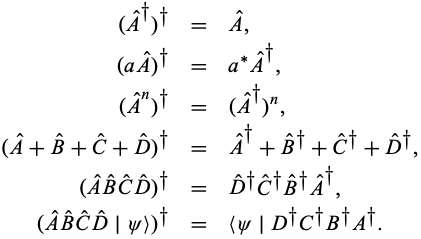 (Â†)† = Â,
(aÂ)† = a*Â†,
(Âⁿ)† = (Â†)ⁿ,
(Â + B̂ + Ĉ + D̂)† = Â† + B̂† + Ĉ† + D̂†,
(ÂB̂ĈD̂)† = D̂†Ĉ†B̂†Â†,
(ÂB̂ĈD̂ | ψ⟩)† = ⟨ψ | D†C†B†A†.